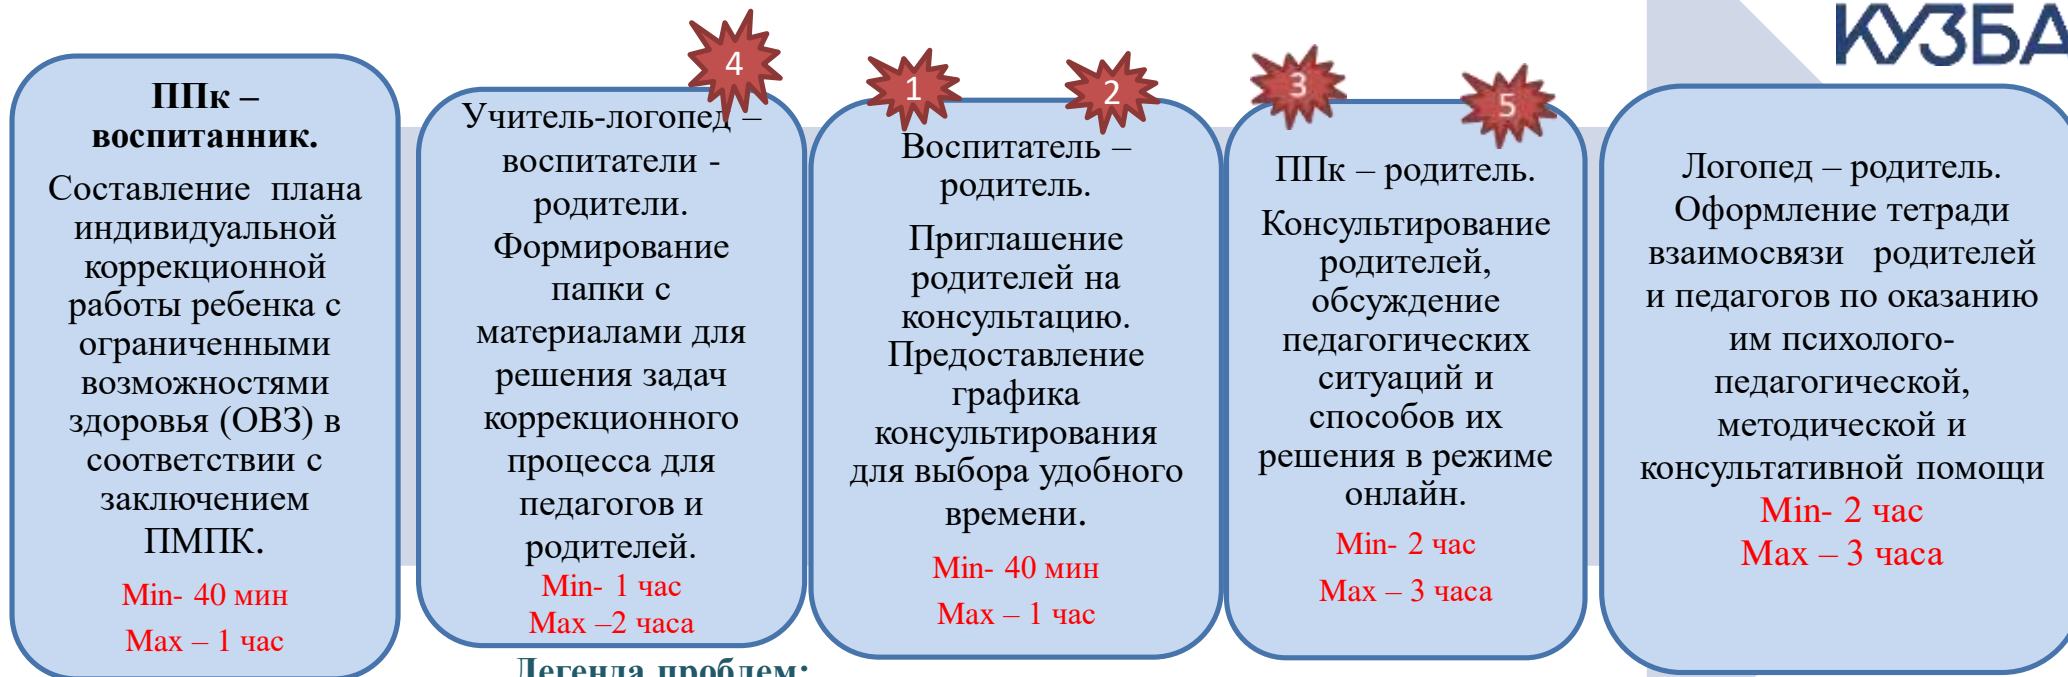 КУЗБА
4
1
2
3
5
ППк –
воспитанник.
Составление плана
индивидуальной
коррекционной
работы ребенка с
ограниченными
возможностями
здоровья (ОВЗ) в
соответствии с
заключением
ПМПК.
Min- 40 мин
Max – 1 час
Учитель-логопед –
воспитатели -
родители.
Формирование
папки с
материалами для
решения задач
коррекционного
процесса для
педагогов и
родителей.
Min- 1 час
Max –2 часа
Воспитатель –
родитель.
Приглашение
родителей на
консультацию.
Предоставление
графика
консультирования
для выбора удобного
времени.
Min- 40 мин
Max – 1 час
ППк – родитель.
Консультирование
родителей,
обсуждение
педагогических
ситуаций и
способов их
решения в режиме
онлайн.
Min- 2 час
Max – 3 часа
Логопед – родитель.
Оформление тетради
взаимосвязи родителей
и педагогов по оказанию
им психолого-
педагогической,
методической и
консультативной помощи
Min- 2 час
Max – 3 часа
Легенда проблем: